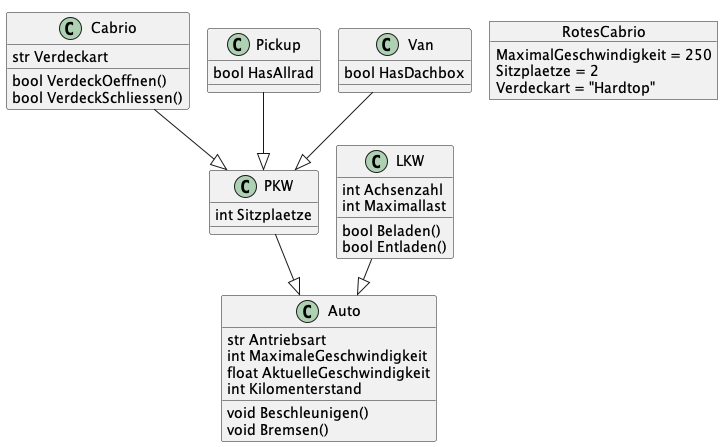 C Cabrio
str Verdeckart
bool VerdeckOeffnen()
bool VerdeckSchliessen()
C Pickup
bool HasAllrad
C Van
bool HasDachbox
RotesCabrio
MaximalGeschwindigkeit = 250
Sitzplaetze = 2
Verdeckart = "Hardtop"
C PKW
int Sitzplaetze
C LKW
int Achsenzahl
int Maximallast
bool Beladen()
bool Entladen()
C Auto
str Antriebsart
int MaximaleGeschwindigkeit
float AktuelleGeschwindigkeit
int Kilomenterstand
void Beschleunigen()
void Bremsen()